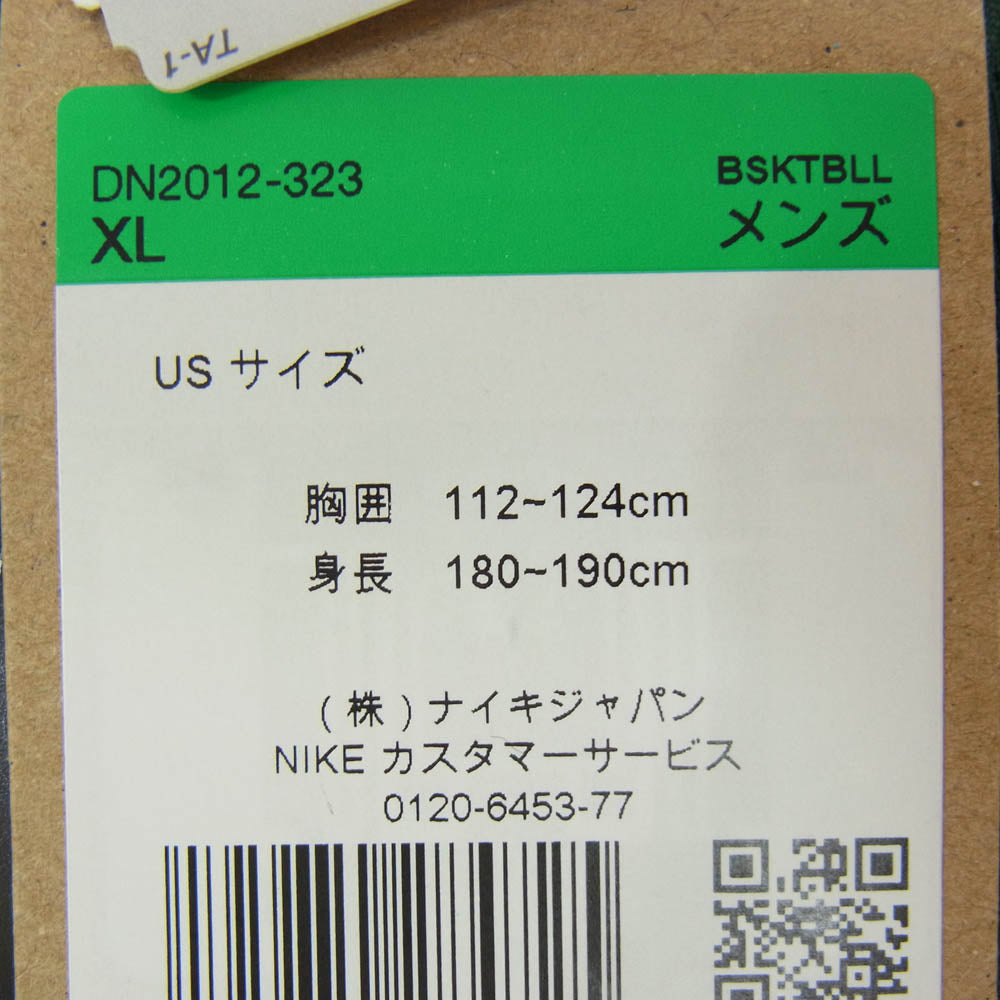 TA-1
DN2012-323
XL
BSKTBLL
メンズ
US サイズ
胸囲 112~124cm
身長 180~190cm
(株)ナイキジャパン
NIKE カスタマーサービス
0120-6453-77